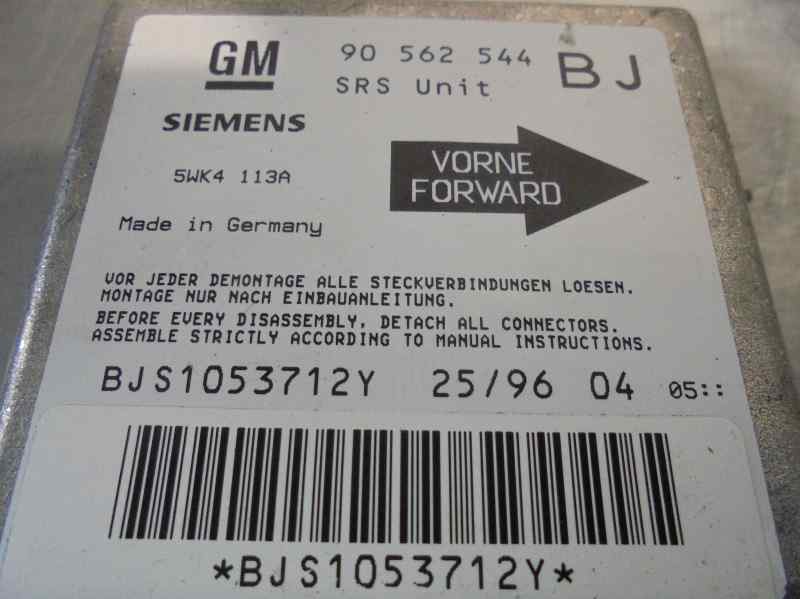 GM
90 562 544 BJ
SRS Unit
SIEMENS
5WK4 113A
VORNE
FORWARD
Made in Germany
VOR JEDER DEMONTAGE ALLE STECKVERBINDUNGEN LOESEN.
MONTAGE NUR NACH EINBAUANLEITUNG.
BEFORE EVERY DISASSEMBLY, DETACH ALL CONNECTORS.
ASSEMBLE STRICTLY ACCORDING TO MANUAL INSTRUCTIONS.
BJS1053712Y 25/96 04 05::
*BJS1053712Y*